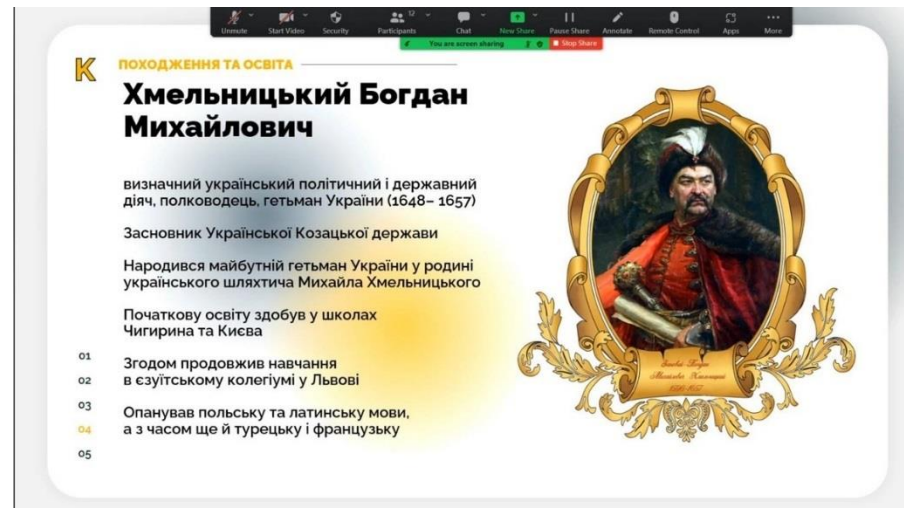 Unmute
Start Video
Security
Participants
12
Chat
New Share
Pause Share
Annotate
Remote Control
Apps
More
You are screen sharing
Stop Share
К
ПОХОДЖЕННЯ ТА ОСВІТА
Хмельницький Богдан
Михайлович
визначний український політичний і державний
діяч, полководець, гетьман України (1648– 1657)
Засновник Української Козацької держави
Народився майбутній гетьман України у родині
українського шляхтича Михайла Хмельницького
Початкову освіту здобув у школах
Чигирина та Києва
Згодом продовжив навчання
в єзуїтському колегіумі у Львові
Опанував польську та латинську мови,
а з часом ще й турецьку і французьку
01
02
03
04
05